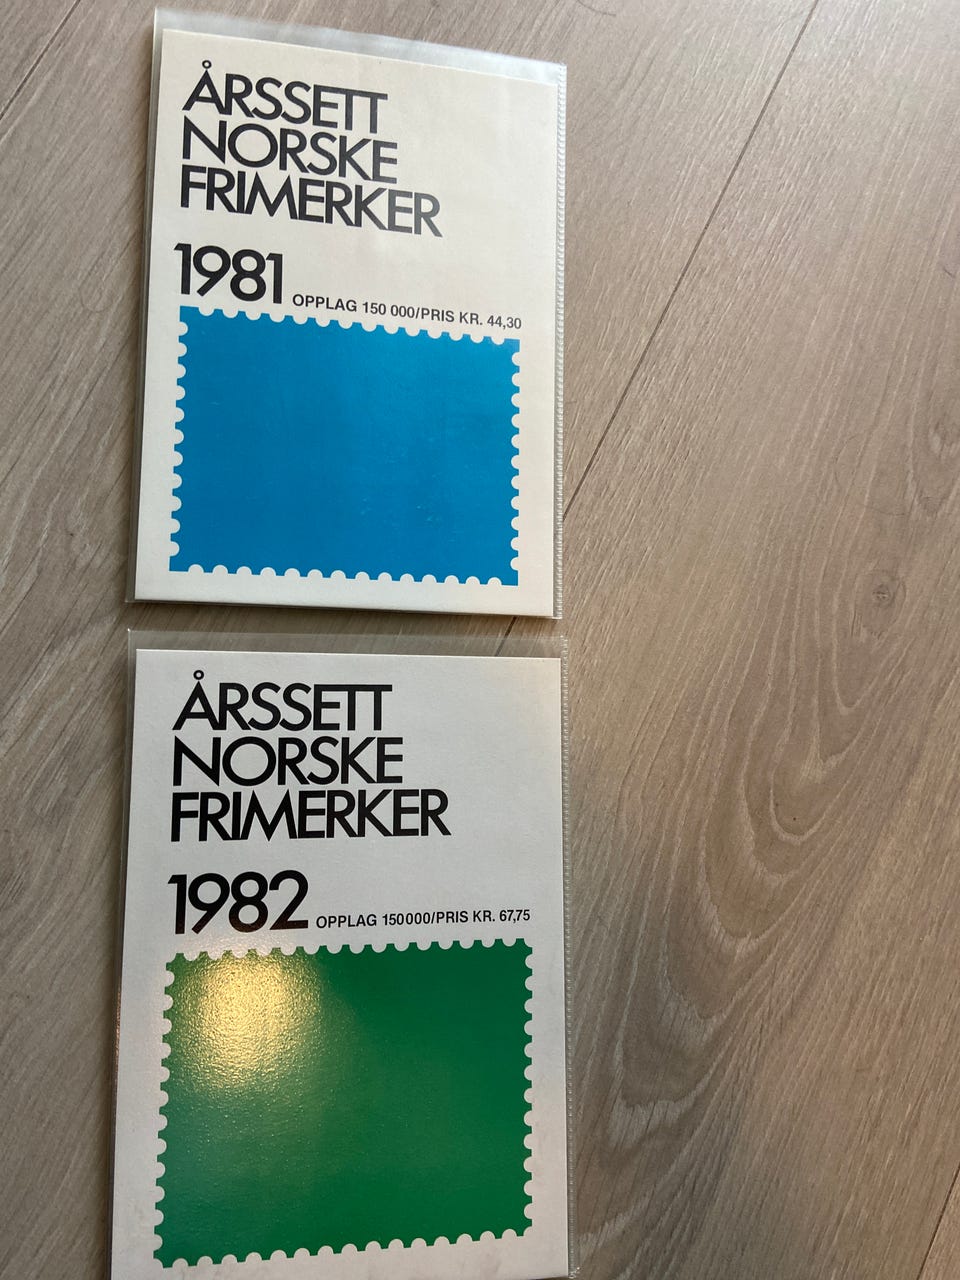 ÅRSSETT
NORSKE
FRIMERKER
1981 OPPLAG 150 000/PRIS KR. 44,30
ÅRSSETT
NORSKE
FRIMERKER
1982 OPPLAG 150000/PRIS KR. 67,75